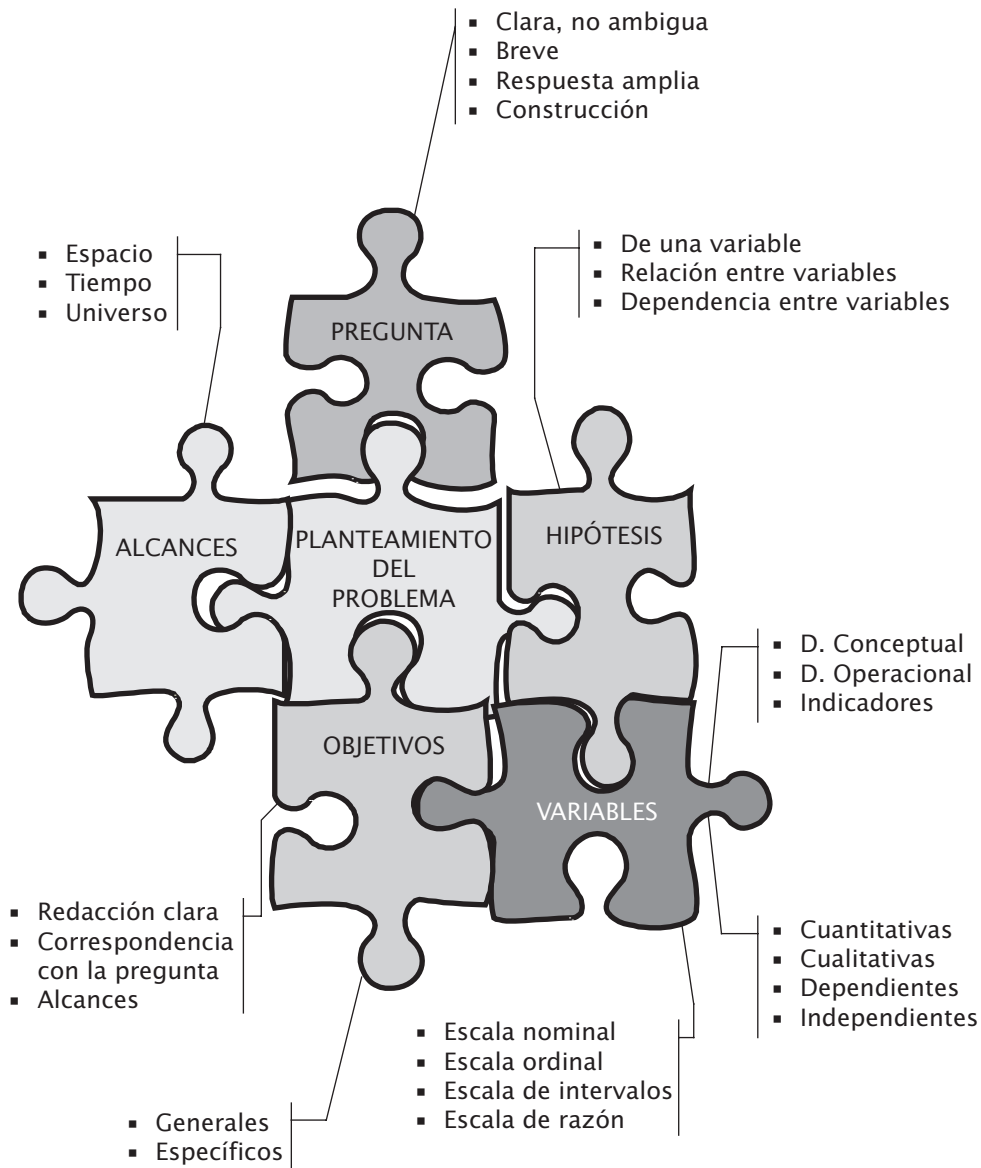 Clara, no ambigua
Breve
Respuesta amplia
Construcción
Espacio
Tiempo
Universo
De una variable
Relación entre variables
Dependencia entre variables
PREGUNTA
ALCANCES
PLANTEAMIENTO
DEL
PROBLEMA
HIPÓTESIS
D. Conceptual
D. Operacional
Indicadores
OBJETIVOS
VARIABLES
Redacción clara
Correspondencia
con la pregunta
Alcances
Cuantitativas
Cualitativas
Dependientes
Independientes
Escala nominal
Escala ordinal
Escala de intervalos
Escala de razón
Generales
Específicos